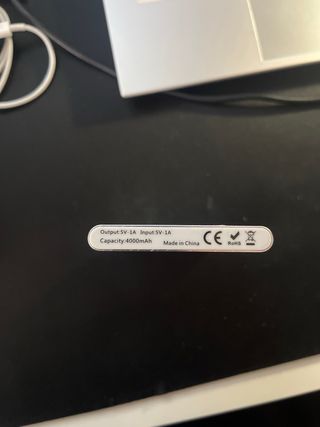 Output:5V-1A Input:5V-1A
Capacity:4000mAh Made in China CE RoHS